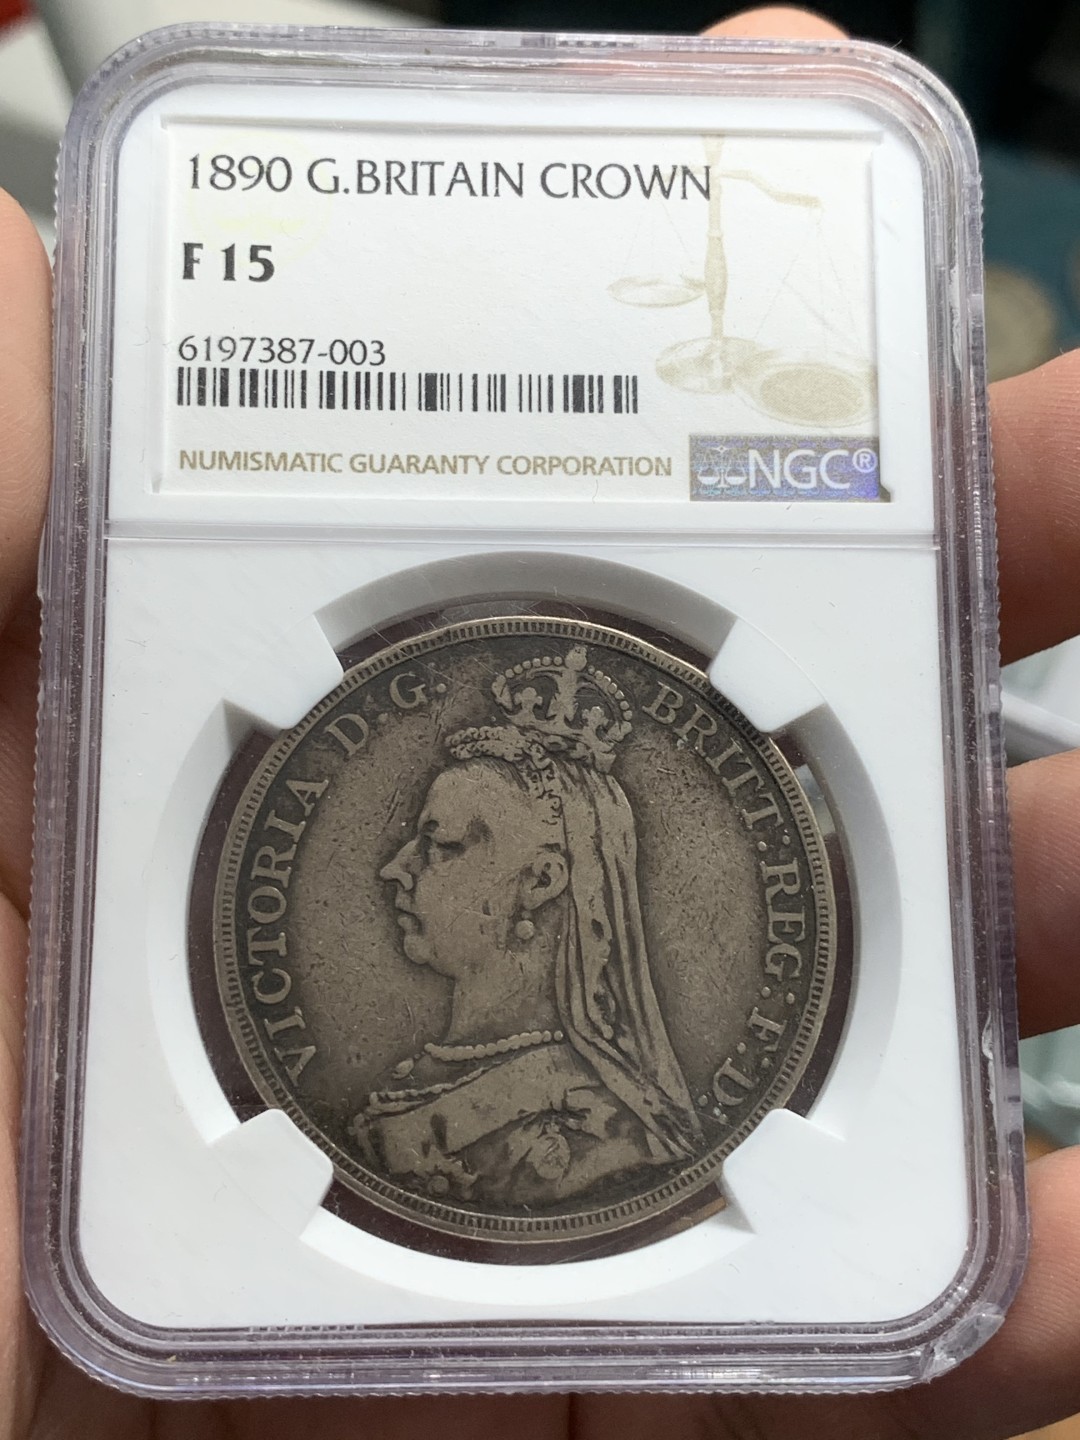 1890 G.BRITAIN CROWN
F 15
6197387-003
NUMISMATIC GUARANTY CORPORATION
NGC®
VICTORIA D.G. BRITT:REG:F:D: